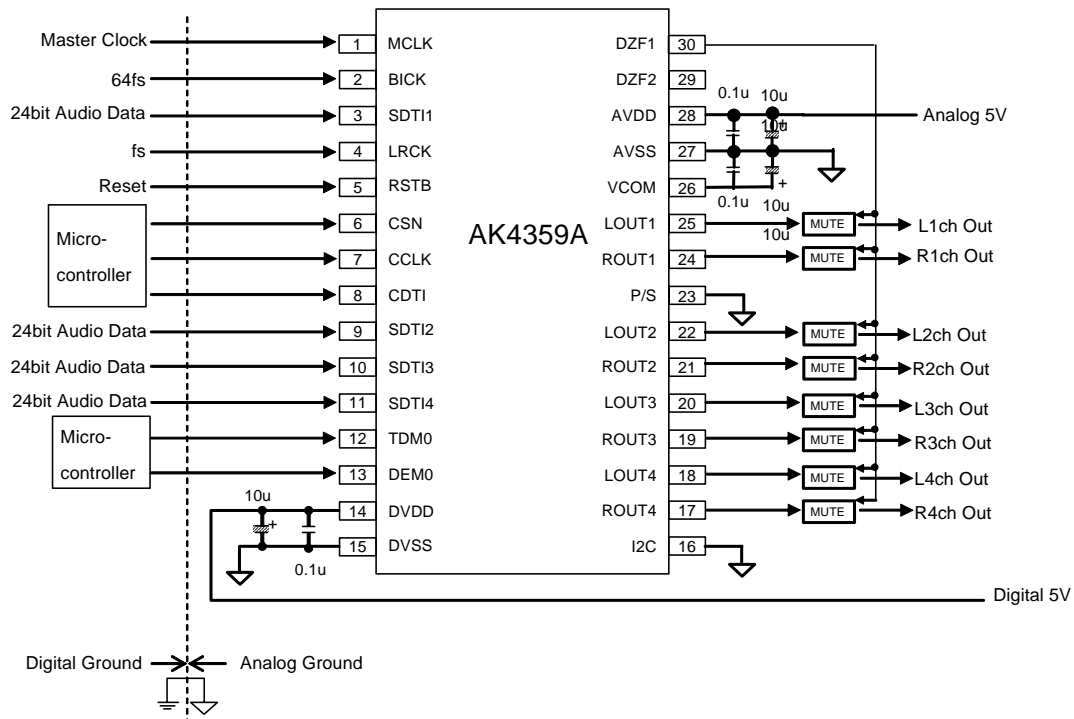 Master Clock
64fs
24bit Audio Data
fs
Reset
Micro-
controller
24bit Audio Data
24bit Audio Data
24bit Audio Data
Micro-
controller
1 MCLK
2 BICK
3 SDTI1
4 LRCK
5 RSTB
6 CSN
7 CCLK
8 CDTI
9 SDTI2
10 SDTI3
11 SDTI4
12 TDM0
13 DEM0
14 DVDD
15 DVSS
10u
+
0.1u
AK4359A
DZF1 30
DZF2 29
AVDD 28
AVSS 27
VCOM 26
LOUT1 25
ROUT1 24
P/S 23
LOUT2 22
ROUT2 21
LOUT3 20
ROUT3 19
LOUT4 18
ROUT4 17
I2C 16
0.1u
10u
10u
+
0.1u
10u
+
10u
Analog 5V
MUTE L1ch Out
MUTE R1ch Out
MUTE L2ch Out
MUTE R2ch Out
MUTE L3ch Out
MUTE R3ch Out
MUTE L4ch Out
MUTE R4ch Out
Digital 5V
Digital Ground
Analog Ground